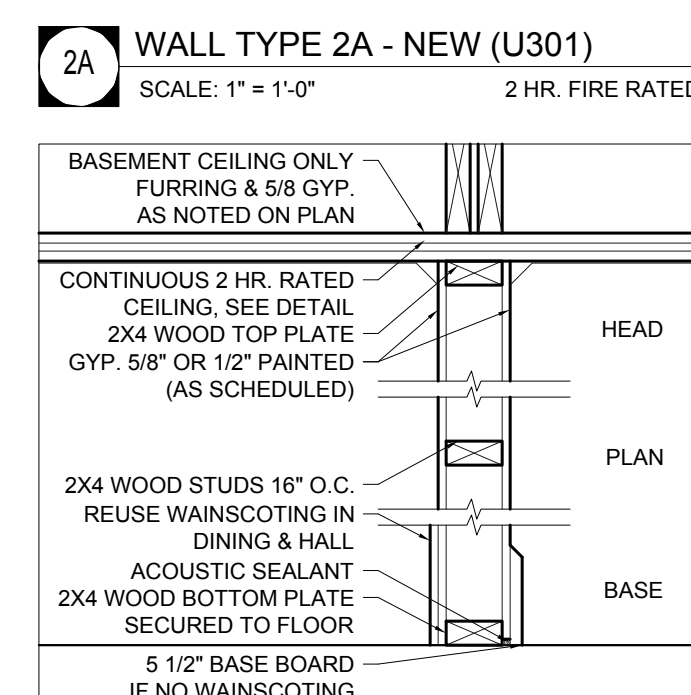 2A
WALL TYPE 2A - NEW (U301)
SCALE: 1" = 1'-0"
2 HR. FIRE RATED
BASEMENT CEILING ONLY
FURRING & 5/8 GYP.
AS NOTED ON PLAN
CONTINUOUS 2 HR. RATED
CEILING, SEE DETAIL
2X4 WOOD TOP PLATE
GYP. 5/8" OR 1/2" PAINTED
(AS SCHEDULED)
HEAD
PLAN
2X4 WOOD STUDS 16" O.C.
REUSE WAINSCOTING IN
DINING & HALL
ACOUSTIC SEALANT
2X4 WOOD BOTTOM PLATE
SECURED TO FLOOR
BASE
5 1/2" BASE BOARD
IF NO WAINSCOTING